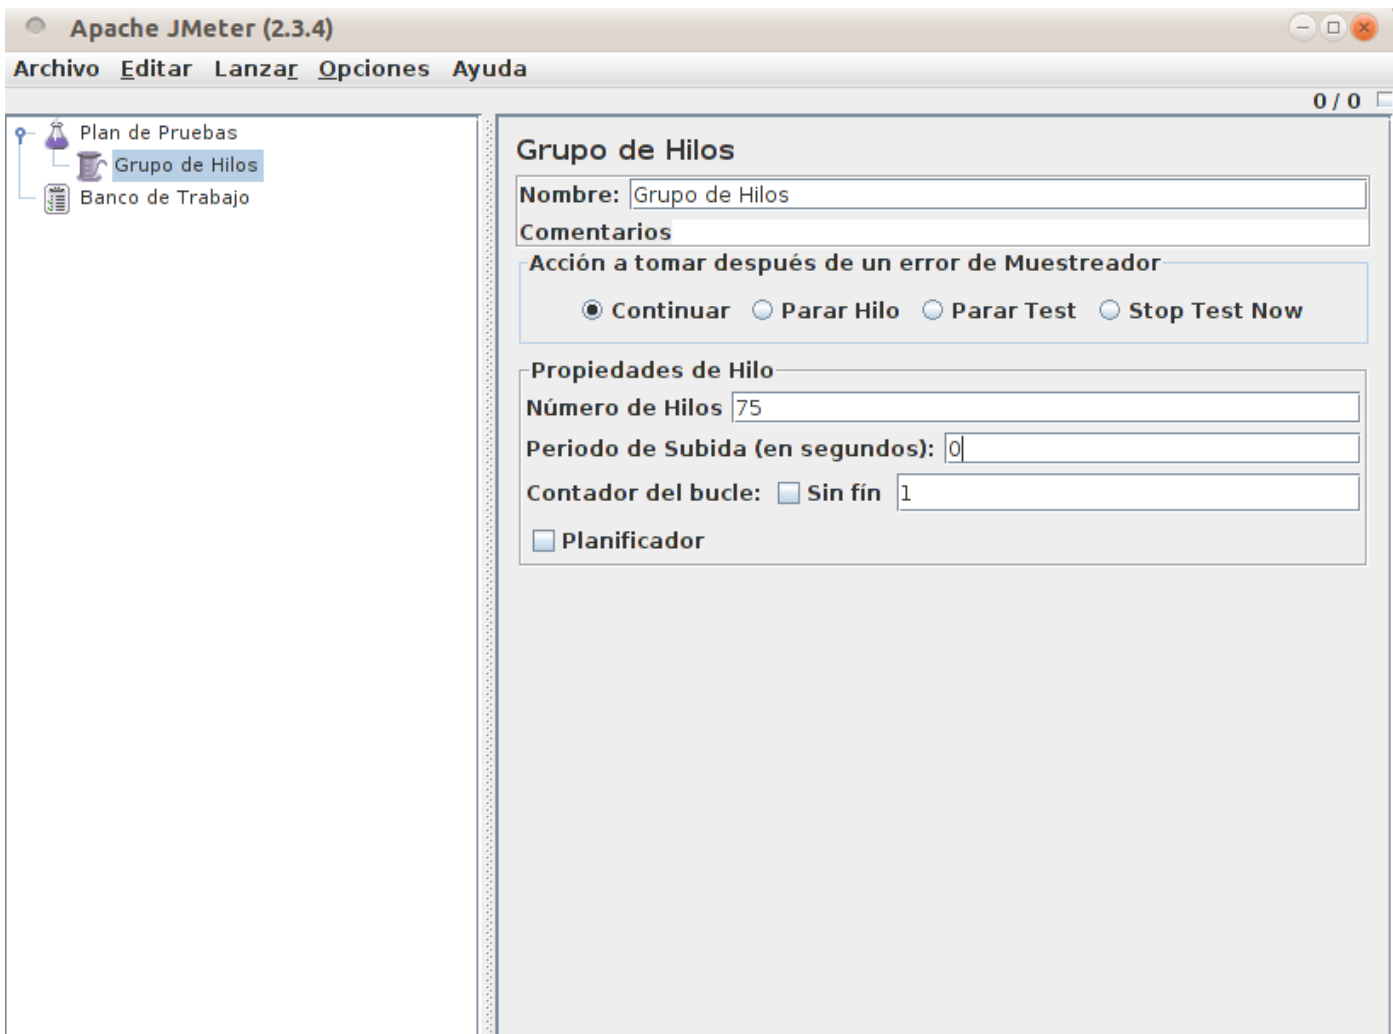 Apache JMeter (2.3.4)
Archivo Editar Lanzar Opciones Ayuda
0 / 0
Plan de Pruebas
Grupo de Hilos
Banco de Trabajo
Grupo de Hilos
Nombre: Grupo de Hilos
Comentarios
Acción a tomar después de un error de Muestreador
Continuar Parar Hilo Parar Test Stop Test Now
Propiedades de Hilo
Número de Hilos 75
Periodo de Subida (en segundos): 0
Contador del bucle: Sin fín 1
Planificador